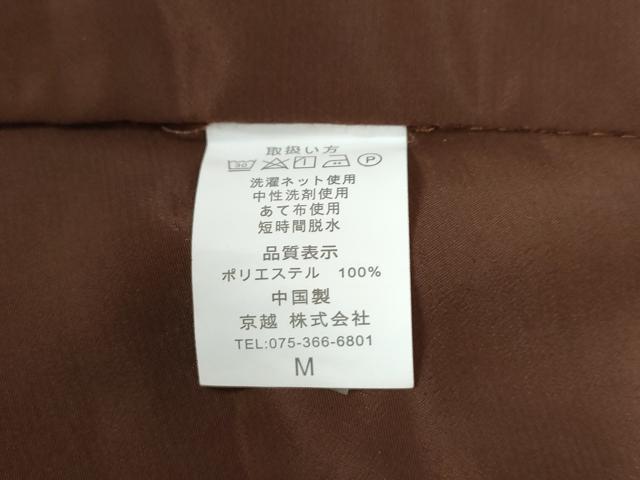 取扱い方
30 P
洗濯ネット使用
中性洗剤使用
あて布使用
短時間脱水
品質表示
ポリエステル 100%
中国製
京越 株式会社
TEL:075-366-6801
M